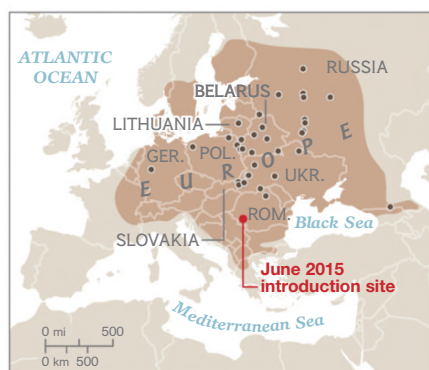 ATLANTIC
OCEAN
RUSSIA
BELARUS
LITHUANIA
GER.
POL.
EUROPE
UKR.
ROM.
Black Sea
SLOVAKIA
June 2015
introduction site
Mediterranean Sea
0 mi 500
0 km 500